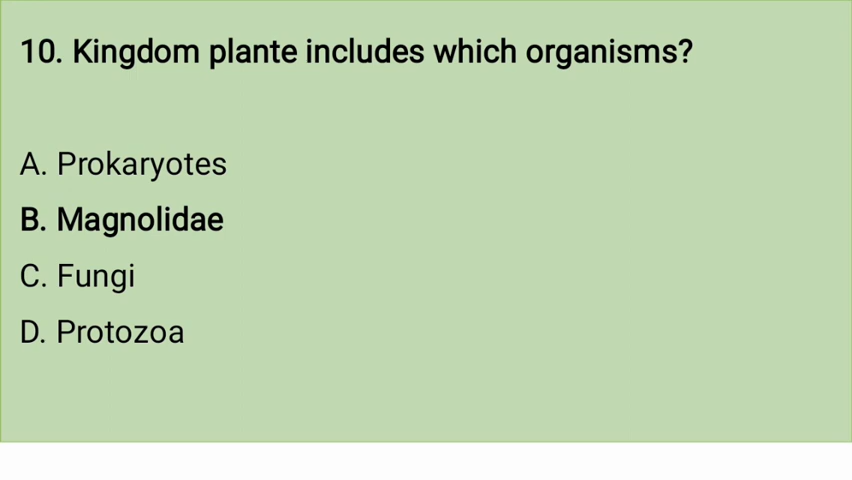 10. Kingdom plante includes which organisms?
A. Prokaryotes
B. Magnolidae
C. Fungi
D. Protozoa